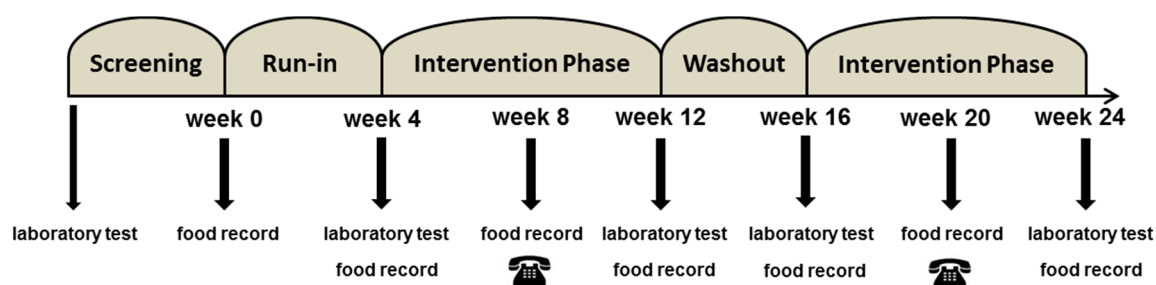 Screening Run-in Intervention Phase Washout Intervention Phase
week 0 week 4 week 8 week 12 week 16 week 20 week 24
laboratory test food record laboratory test food record laboratory test laboratory test food record laboratory test
food record food record food record food record